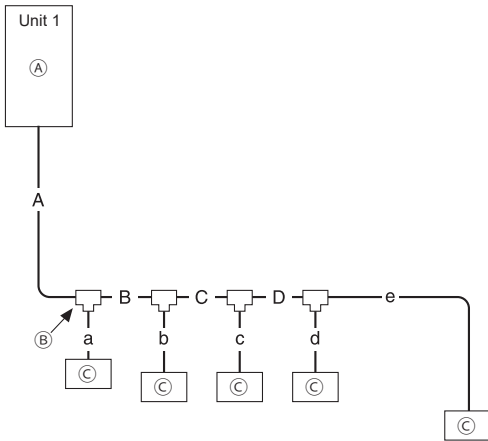 Unit 1
Ⓐ
A
B C D e
Ⓑ a b c d
Ⓒ Ⓒ Ⓒ Ⓒ
Ⓒ